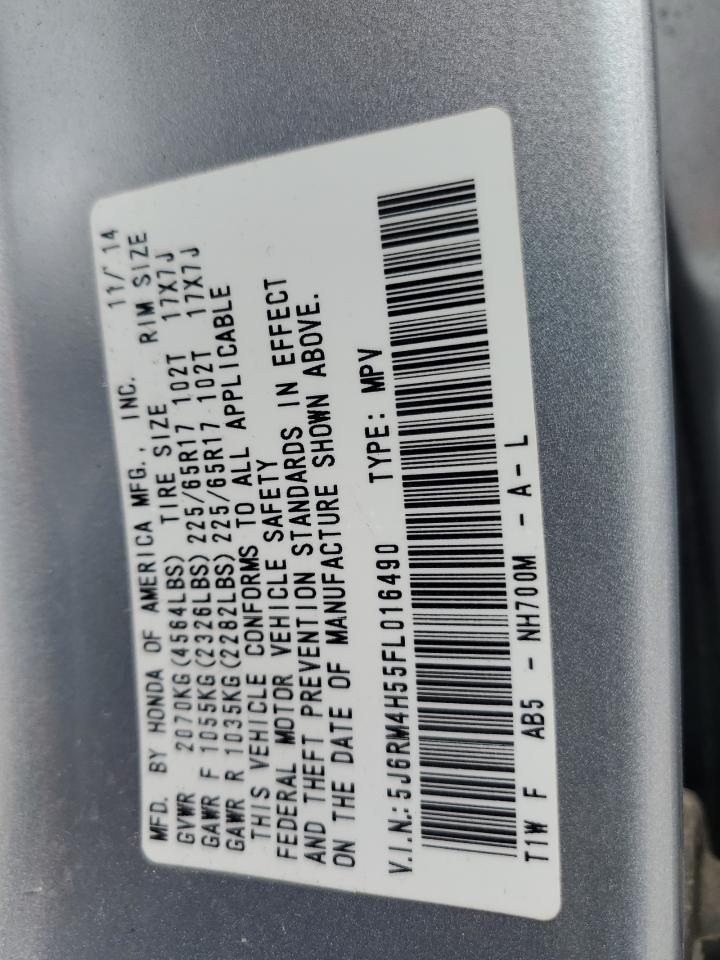 MFD. BY HONDA OF AMERICA MFG., INC. 11/'14
GVWR 2070KG(4564LBS) TIRE SIZE RIM SIZE
GAWR F 1055KG(2326LBS) 225/65R17 102T 17X7J
GAWR R 1035KG(2282LBS) 225/65R17 102T 17X7J
THIS VEHICLE CONFORMS TO ALL APPLICABLE
FEDERAL MOTOR VEHICLE SAFETY
AND THEFT PREVENTION STANDARDS IN EFFECT
ON THE DATE OF MANUFACTURE SHOWN ABOVE.
V.I.N.: 5J6RM4H55FL016490 TYPE: MPV
T1W F AB5 - NH700M - A - L